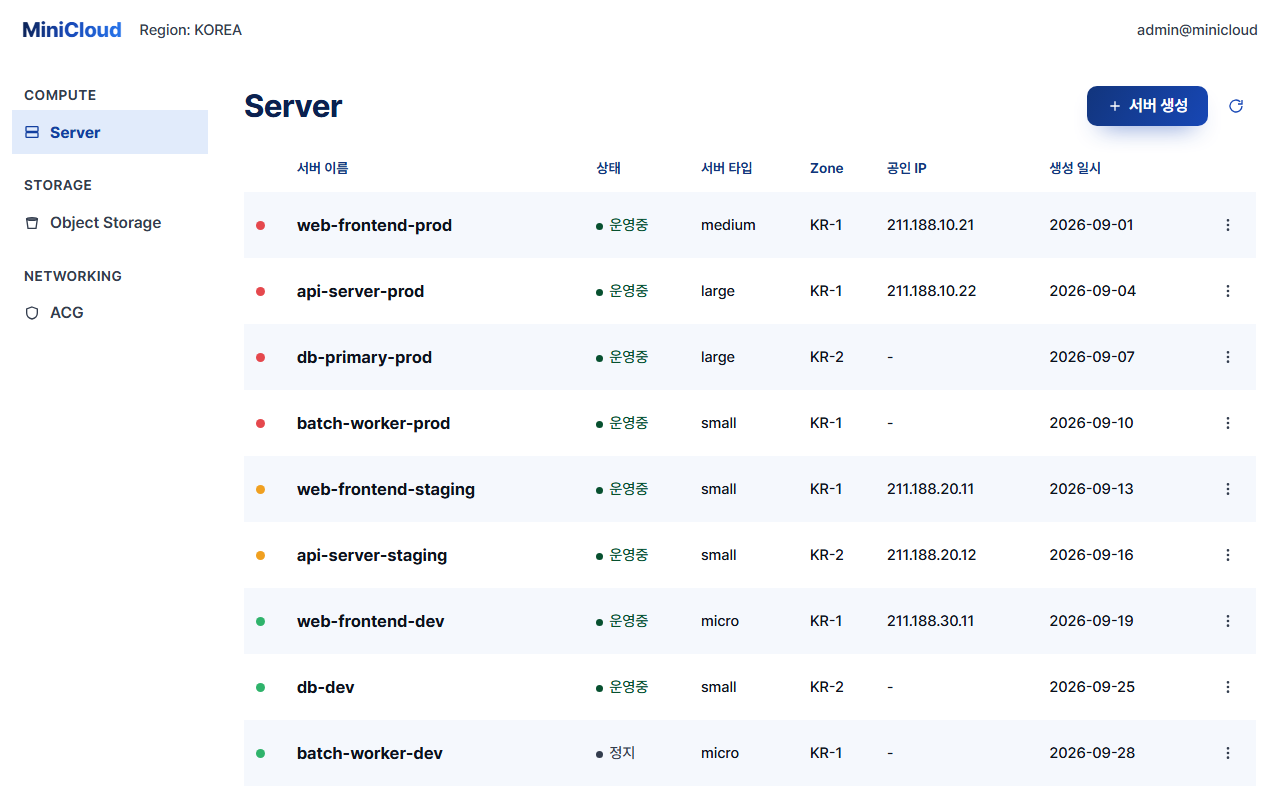 MiniCloud Region: KOREA admin@minicloud
COMPUTE
Server
STORAGE
Object Storage
NETWORKING
ACG
Server + 서버 생성
서버 이름 상태 서버 타입 Zone 공인 IP 생성 일시
web-frontend-prod 운영중 medium KR-1 211.188.10.21 2026-09-01
api-server-prod 운영중 large KR-1 211.188.10.22 2026-09-04
db-primary-prod 운영중 large KR-2 - 2026-09-07
batch-worker-prod 운영중 small KR-1 - 2026-09-10
web-frontend-staging 운영중 small KR-1 211.188.20.11 2026-09-13
api-server-staging 운영중 small KR-2 211.188.20.12 2026-09-16
web-frontend-dev 운영중 micro KR-1 211.188.30.11 2026-09-19
db-dev 운영중 small KR-2 - 2026-09-25
batch-worker-dev 정지 micro KR-1 - 2026-09-28